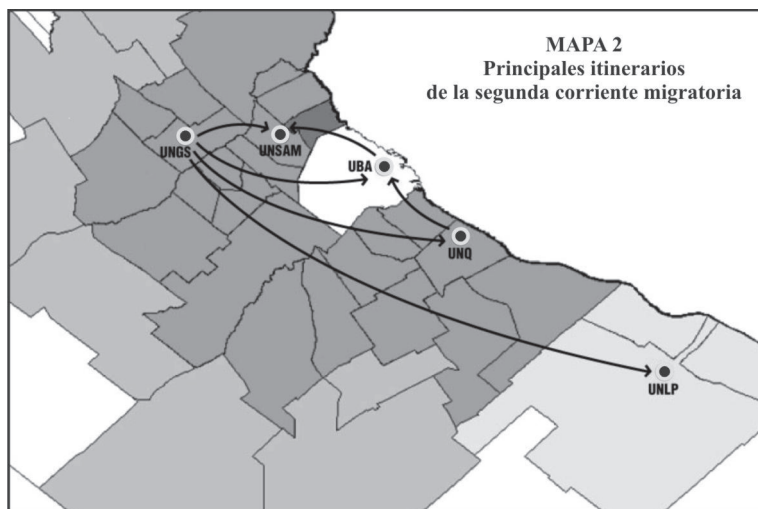 MAPA 2
Principales itinerarios
de la segunda corriente migratoria
UNGS
UNSAM
UBA
UNQ
UNLP